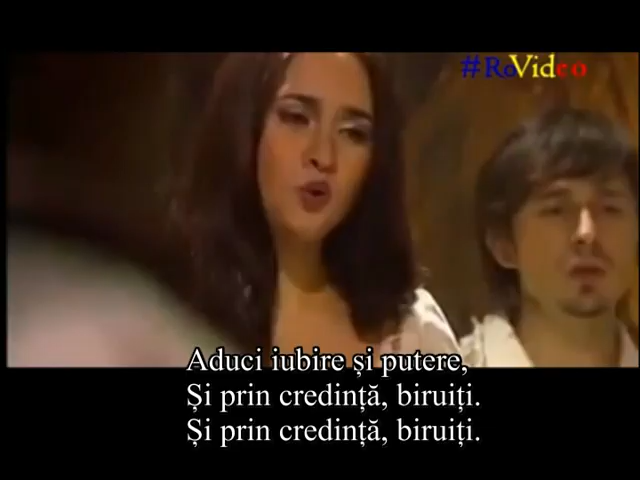 #RoVideo
Aduci iubire și putere,
Și prin credință, biruiți.
Și prin credință, biruiți.